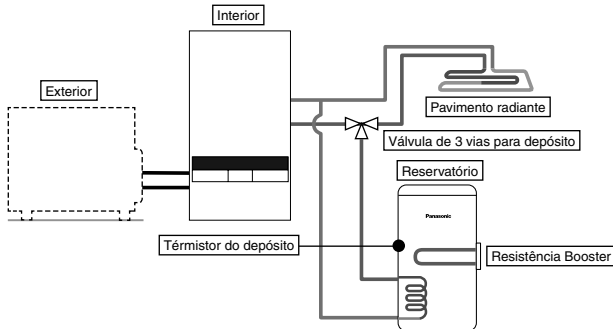 Interior
Exterior
Pavimento radiante
Válvula de 3 vias para depósito
Reservatório
Panasonic
Térmistor do depósito
Resistência Booster